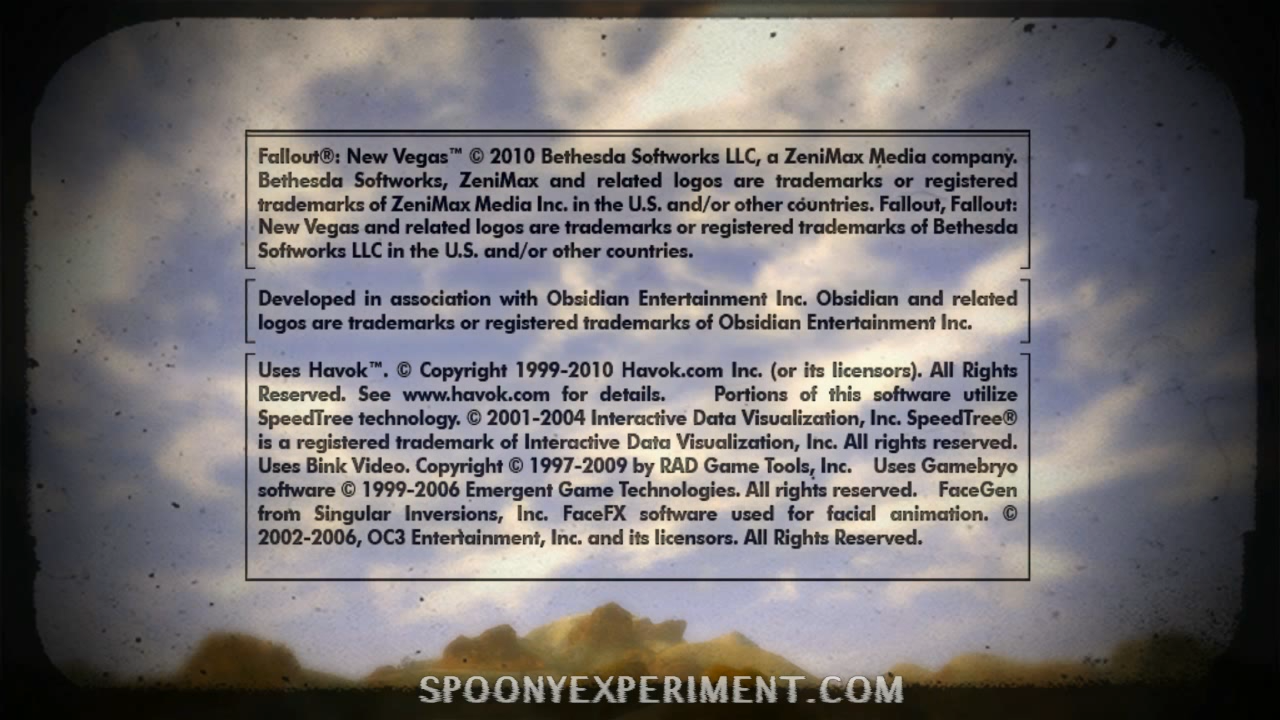 Fallout®: New Vegas™ © 2010 Bethesda Softworks LLC, a ZeniMax Media company.
Bethesda Softworks, ZeniMax and related logos are trademarks or registered
trademarks of ZeniMax Media Inc. in the U.S. and/or other countries. Fallout, Fallout:
New Vegas and related logos are trademarks or registered trademarks of Bethesda
Softworks LLC in the U.S. and/or other countries.
Developed in association with Obsidian Entertainment Inc. Obsidian and related
logos are trademarks or registered trademarks of Obsidian Entertainment Inc.
Uses Havok™. © Copyright 1999-2010 Havok.com Inc. (or its licensors). All Rights
Reserved. See www.havok.com for details. Portions of this software utilize
SpeedTree technology. © 2001-2004 Interactive Data Visualization, Inc. SpeedTree®
is a registered trademark of Interactive Data Visualization, Inc. All rights reserved.
Uses Bink Video. Copyright © 1997-2009 by RAD Game Tools, Inc. Uses Gamebryo
software © 1999-2006 Emergent Game Technologies. All rights reserved. FaceGen
from Singular Inversions, Inc. FaceFX software used for facial animation. ©
2002-2006, OC3 Entertainment, Inc. and its licensors. All Rights Reserved.
SPOONYEXPERIMENT.COM